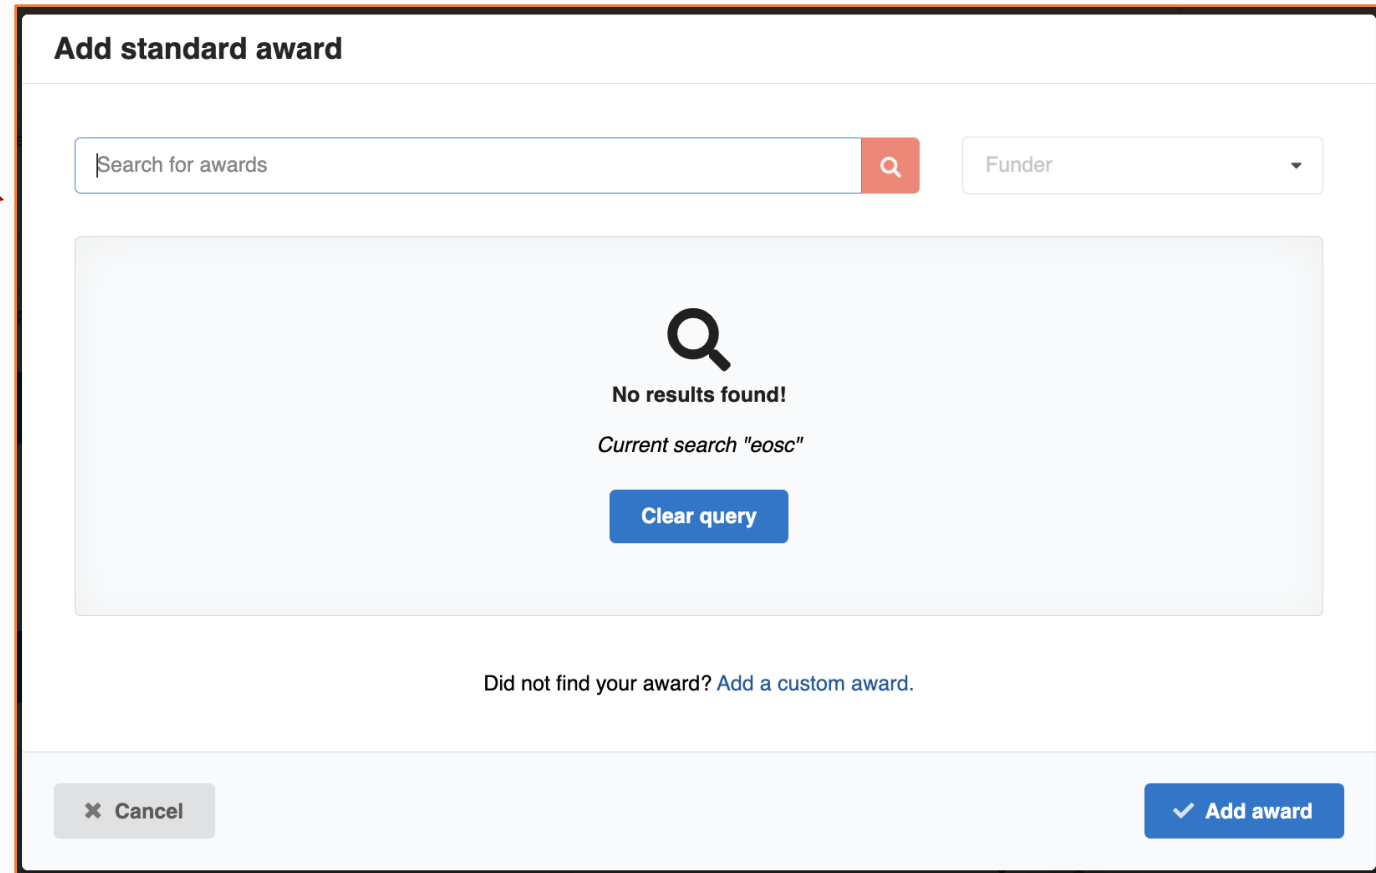 Add standard award
Search for awards
Funder
No results found!
Current search "eosc"
Clear query
Did not find your award? Add a custom award.
Cancel
Add award